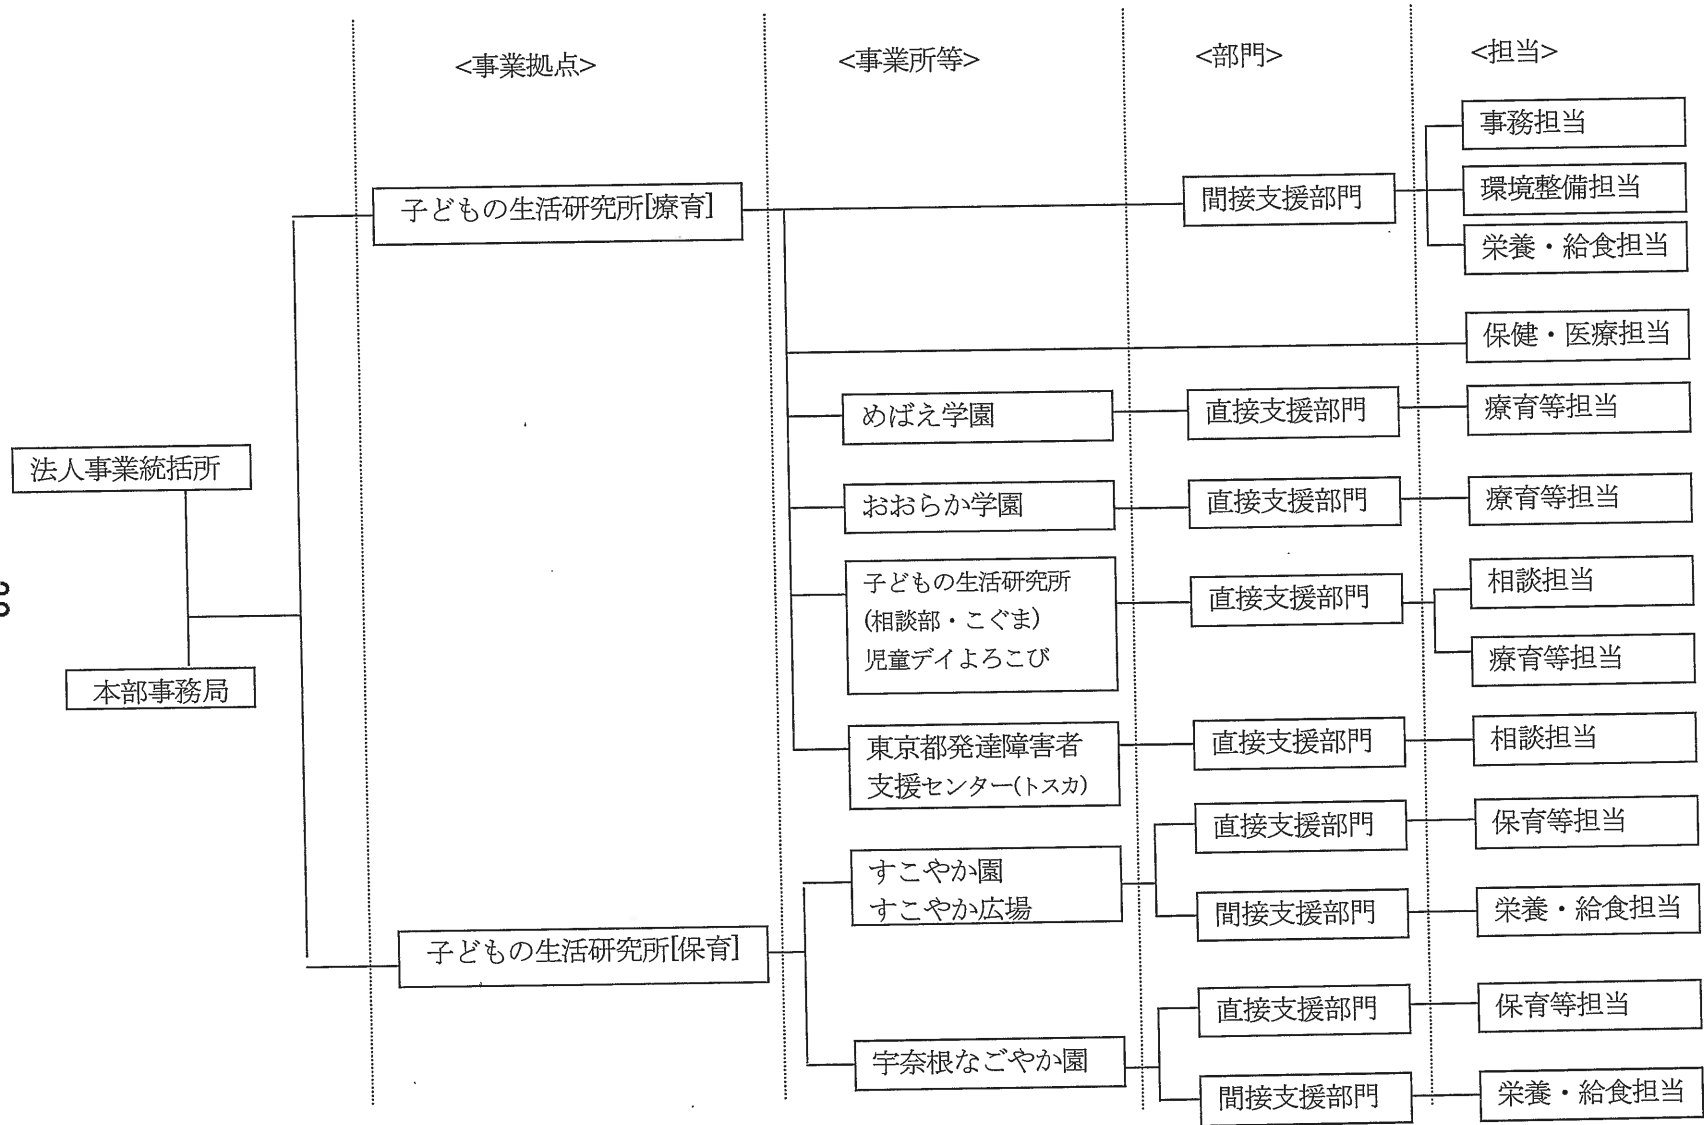 <事業拠点>
<事業所等>
<部門>
<担当>
法人事業統括所
本部事務局
子どもの生活研究所[療育]
間接支援部門
事務担当
環境整備担当
栄養・給食担当
保健・医療担当
めばえ学園
直接支援部門
療育等担当
おおらか学園
直接支援部門
療育等担当
子どもの生活研究所
(相談部・こぐま)
児童デイよろこび
直接支援部門
相談担当
療育等担当
東京都発達障害者
支援センター(トスカ)
直接支援部門
相談担当
子どもの生活研究所[保育]
すこやか園
すこやか広場
直接支援部門
保育等担当
間接支援部門
栄養・給食担当
宇奈根なごやか園
直接支援部門
保育等担当
間接支援部門
栄養・給食担当